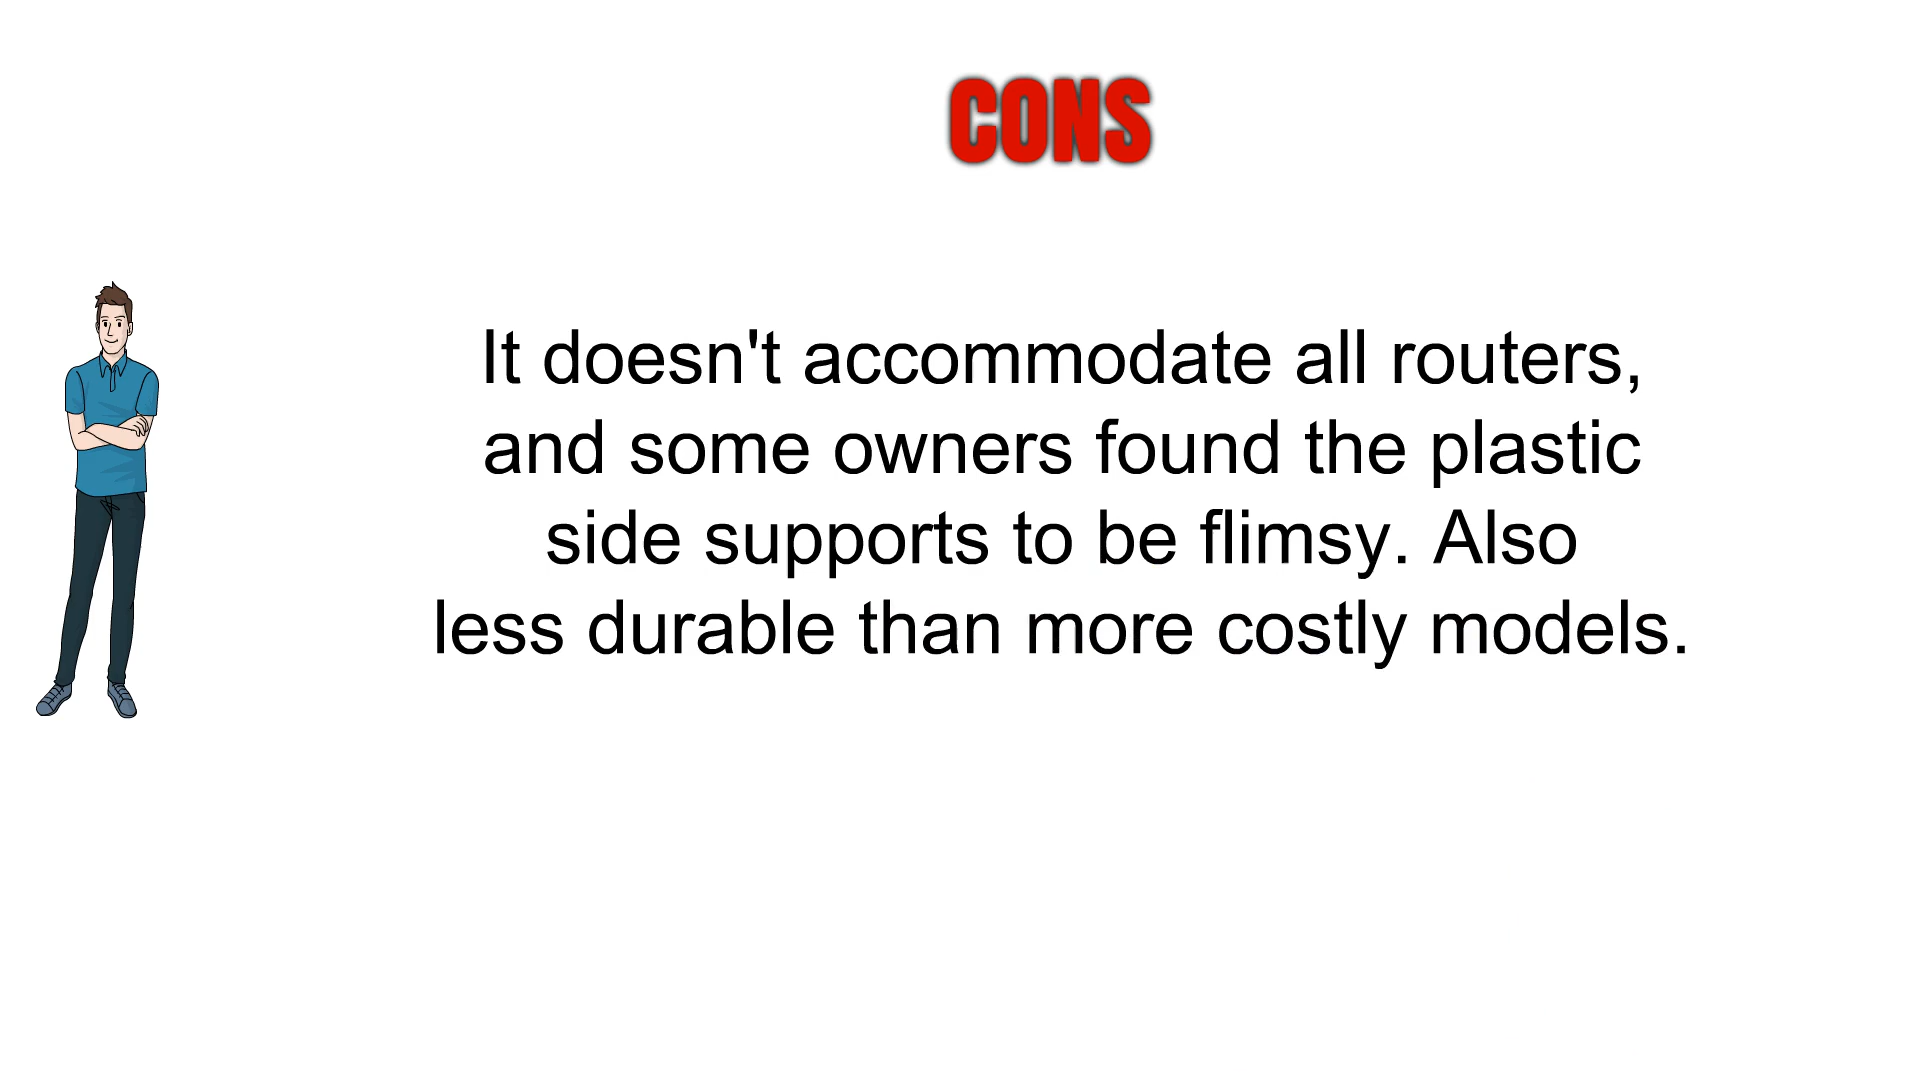 CONS
It doesn't accommodate all routers,
and some owners found the plastic
side supports to be flimsy. Also
less durable than more costly models.